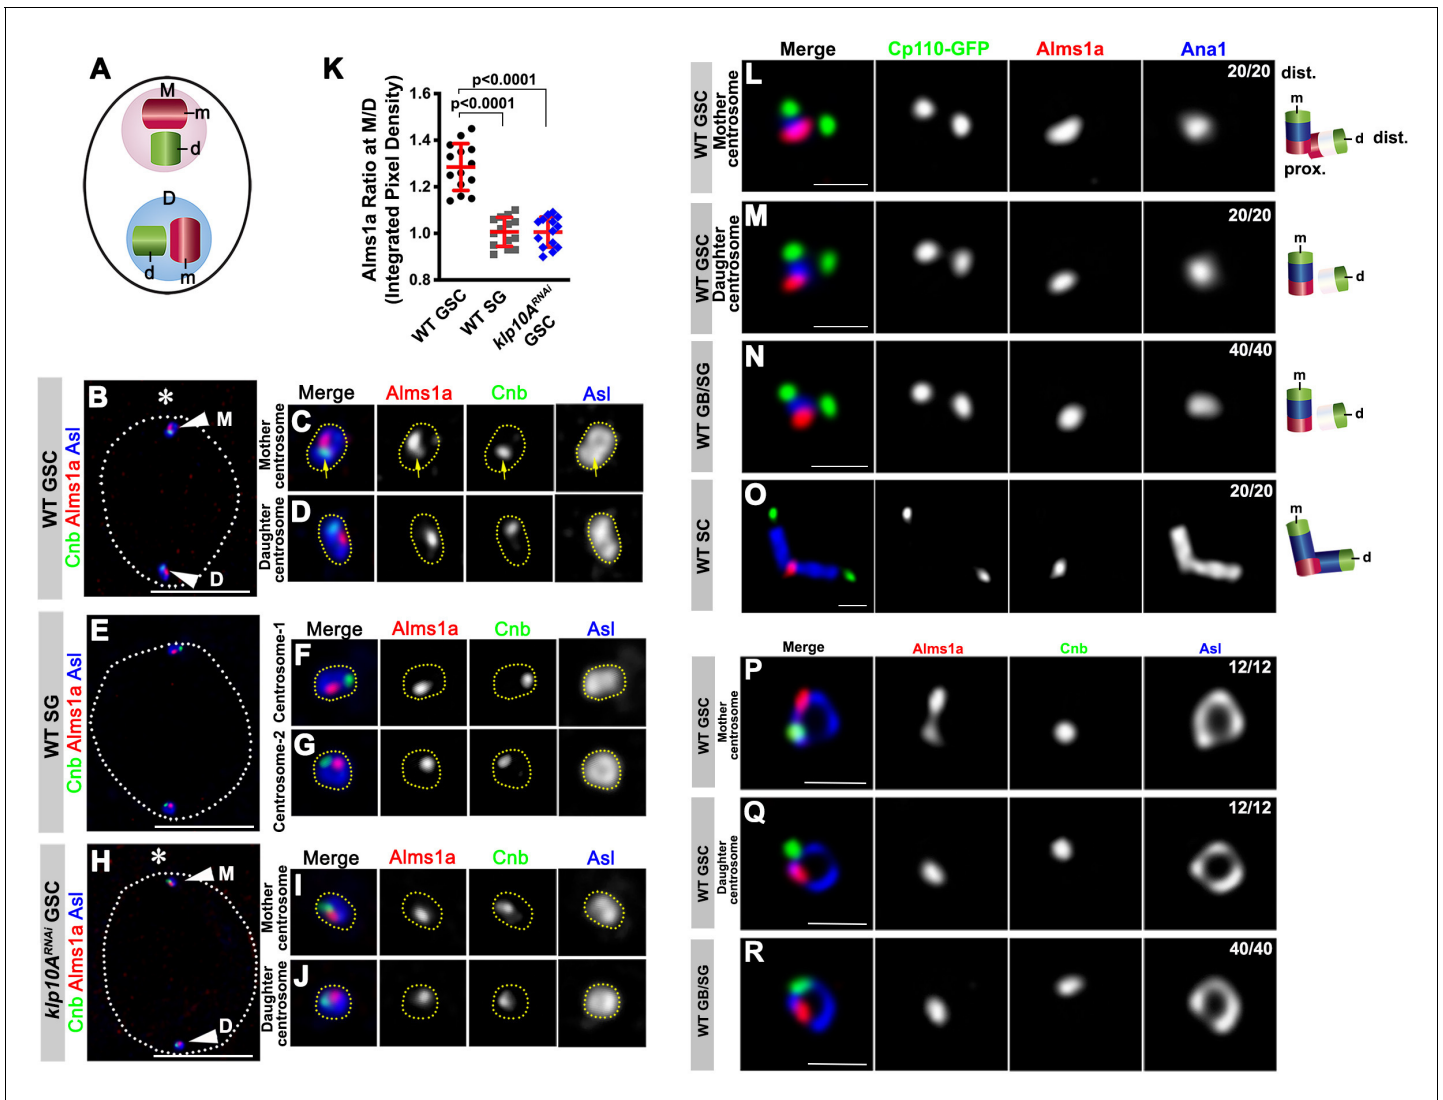 A
M
m
d
D
d
m
K
Alms1a Ratio at M/D
(Integrated Pixel Density)
p<0.0001
p<0.0001
1.6
1.4
1.2
1.0
0.8
WT GSC
WT SG
klp10A^RNAi
GSC
WT GSC
Cnb Alms1a Asl
B
*
M
D
Merge
Alms1a
Cnb
Asl
Mother
centrosome
C
Daughter
centrosome
D
WT SG
Cnb Alms1a Asl
E
Merge
Alms1a
Cnb
Asl
Centrosome-1
F
Centrosome-2
G
klp10A^RNAi GSC
Cnb Alms1a Asl
H
*
M
D
Merge
Alms1a
Cnb
Asl
Mother
centrosome
I
Daughter
centrosome
J
Merge
Cp110-GFP
Alms1a
Ana1
WT GSC
Mother
centrosome
L
20/20
dist.
m
d
dist.
prox.
WT GSC
Daughter
centrosome
M
20/20
m
d
WT GB/SG
N
40/40
m
d
WT SC
O
20/20
m
d
Merge
Alms1a
Cnb
Asl
WT GSC
Mother
centrosome
P
12/12
WT GSC
Daughter
centrosome
Q
12/12
WT GB/SG
R
40/40